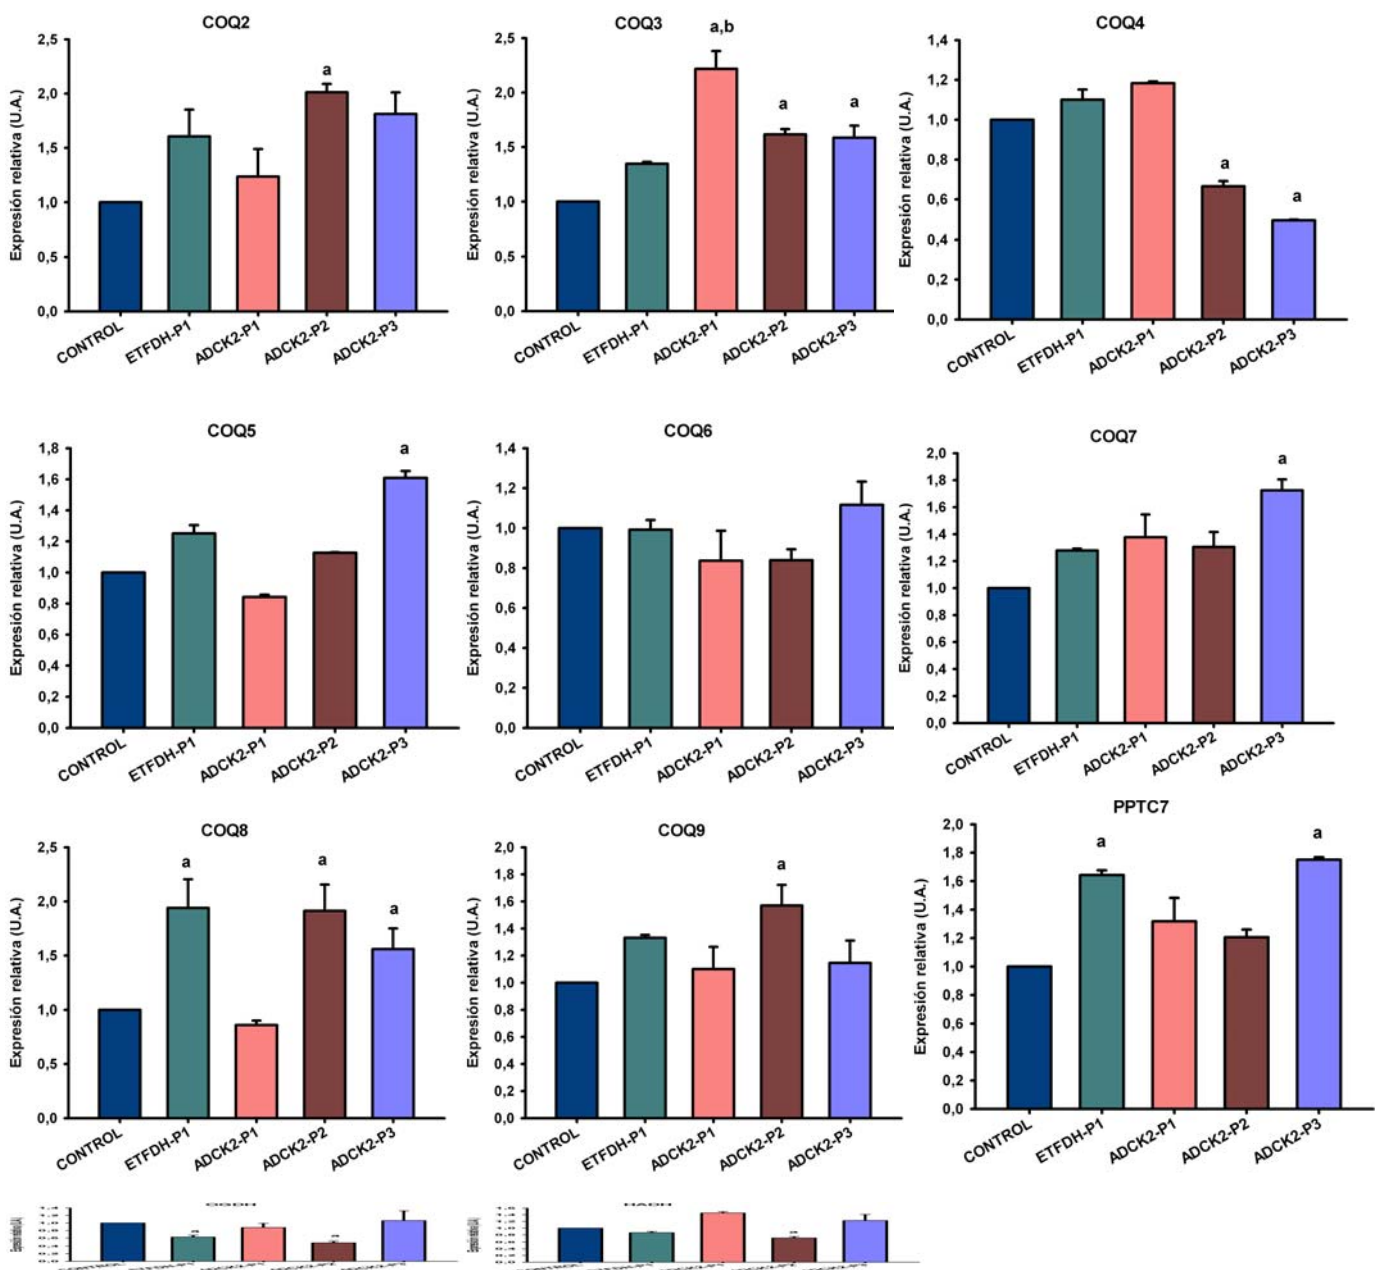 COQ2
Expresión relativa (U.A.)
2,5
2,0
1,5
1,0
0,5
0,0
a
CONTROL
ETFDH-P1
ADCK2-P1
ADCK2-P2
ADCK2-P3
COQ3
Expresión relativa (U.A.)
2,5
2,0
1,5
1,0
0,5
0,0
a,b
a
a
CONTROL
ETFDH-P1
ADCK2-P1
ADCK2-P2
ADCK2-P3
COQ4
Expresión relativa (U.A.)
1,4
1,2
1,0
0,8
0,6
0,4
0,2
0,0
a
a
CONTROL
ETFDH-P1
ADCK2-P1
ADCK2-P2
ADCK2-P3
COQ5
Expresión relativa (U.A.)
1,8
1,6
1,4
1,2
1,0
0,8
0,6
0,4
0,2
0,0
a
CONTROL
ETFDH-P1
ADCK2-P1
ADCK2-P2
ADCK2-P3
COQ6
Expresión relativa (U.A.)
1,4
1,2
1,0
0,8
0,6
0,4
0,2
0,0
CONTROL
ETFDH-P1
ADCK2-P1
ADCK2-P2
ADCK2-P3
COQ7
Expresión relativa (U.A.)
2,0
1,8
1,6
1,4
1,2
1,0
0,8
0,6
0,4
0,2
0,0
a
CONTROL
ETFDH-P1
ADCK2-P1
ADCK2-P2
ADCK2-P3
COQ8
Expresión relativa (U.A.)
2,5
2,0
1,5
1,0
0,5
0,0
a
a
a
CONTROL
ETFDH-P1
ADCK2-P1
ADCK2-P2
ADCK2-P3
COQ9
Expresión relativa (U.A.)
2,0
1,8
1,6
1,4
1,2
1,0
0,8
0,6
0,4
0,2
0,0
a
CONTROL
ETFDH-P1
ADCK2-P1
ADCK2-P2
ADCK2-P3
PPTC7
Expresión relativa (U.A.)
2,0
1,8
1,6
1,4
1,2
1,0
0,8
0,6
0,4
0,2
0,0
a
a
CONTROL
ETFDH-P1
ADCK2-P1
ADCK2-P2
ADCK2-P3
OGDH
HADH